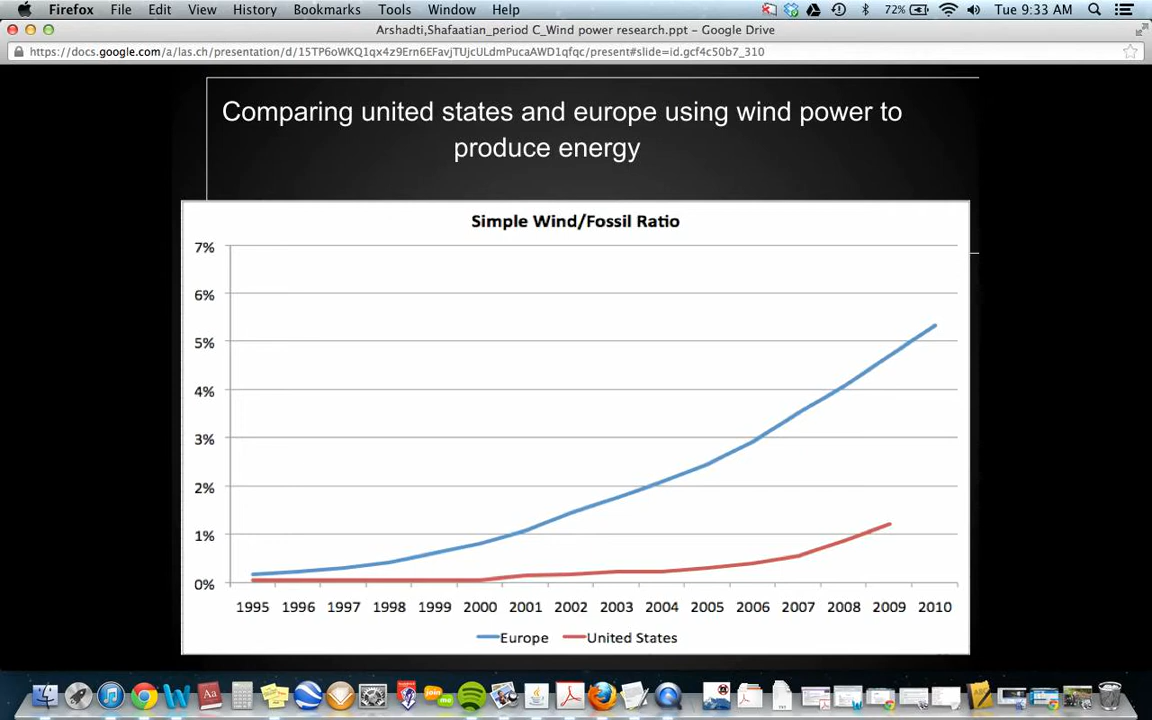 Firefox File Edit View History Bookmarks Tools Window Help 72% Tue 9:33 AM
Arshadti,Shafaatian_period C_Wind power research.ppt - Google Drive
https://docs.google.com/a/las.ch/presentation/d/15TP6oWKQ1qx4z9Ern6EFavjTUjcULdmPucaAWD1qfqc/present#slide=id.gcf4c50b7_310
Comparing united states and europe using wind power to
produce energy
Simple Wind/Fossil Ratio
7%
6%
5%
4%
3%
2%
1%
0%
1995 1996 1997 1998 1999 2000 2001 2002 2003 2004 2005 2006 2007 2008 2009 2010
Europe United States